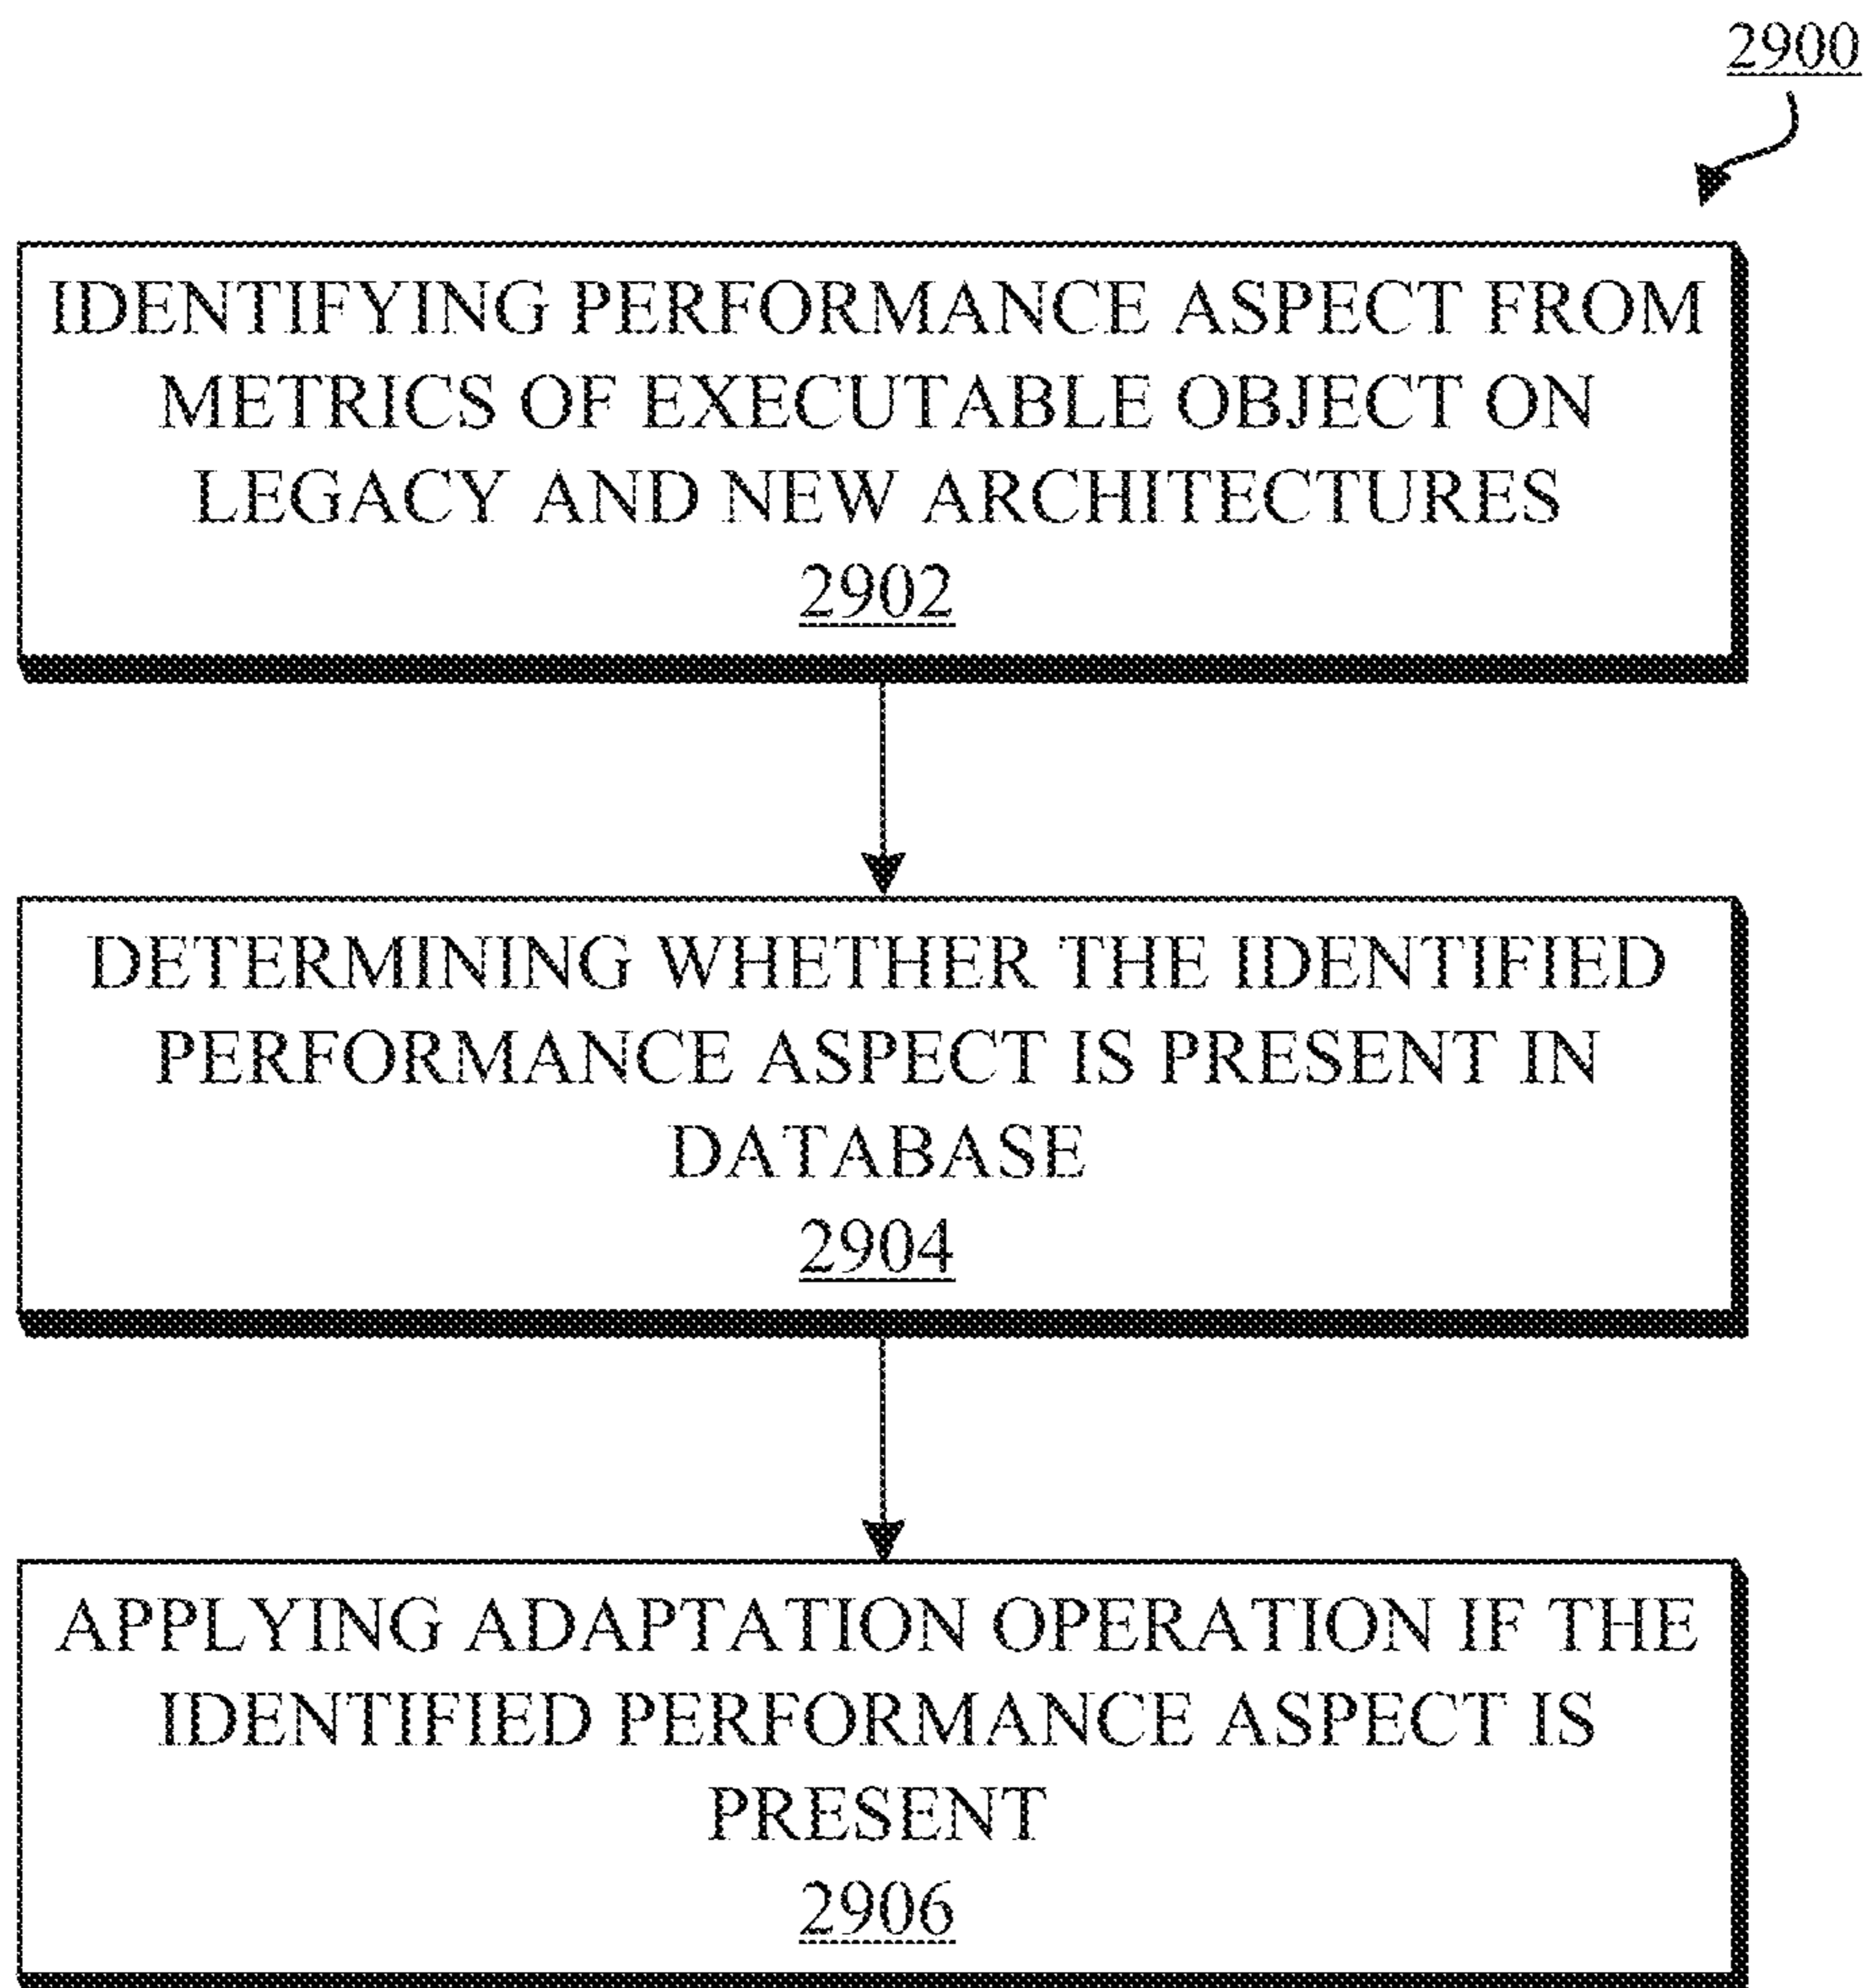 2900
IDENTIFYING PERFORMANCE ASPECT FROM
METRICS OF EXECUTABLE OBJECT ON
LEGACY AND NEW ARCHITECTURES
2902
DETERMINING WHETHER THE IDENTIFIED
PERFORMANCE ASPECT IS PRESENT IN
DATABASE
2904
APPLYING ADAPTATION OPERATION IF THE
IDENTIFIED PERFORMANCE ASPECT IS
PRESENT
2906